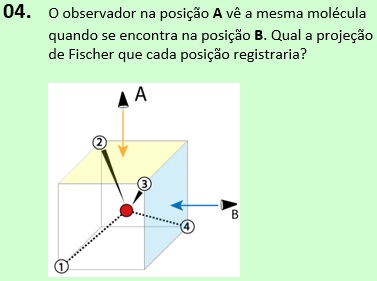 04. O observador na posição A vê a mesma molécula
quando se encontra na posição B. Qual a projeção
de Fischer que cada posição registraria?
A
2
3
B
4
1